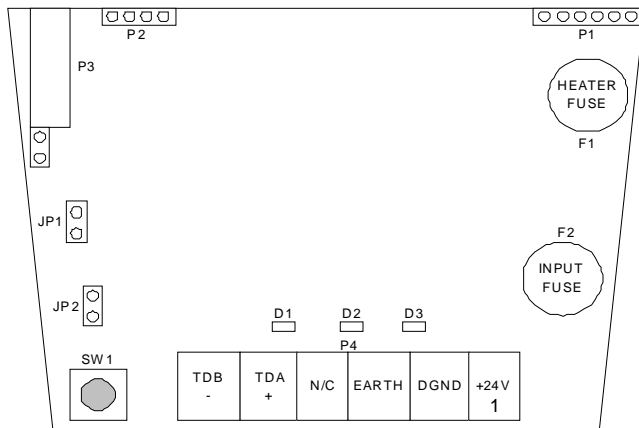 P2
P1
P3
HEATER
FUSE
F1
JP1
F2
INPUT
FUSE
JP2
D1 D2 D3
P4
SW1
TDB
-
TDA
+
N/C
EARTH
DGND
+24V
1